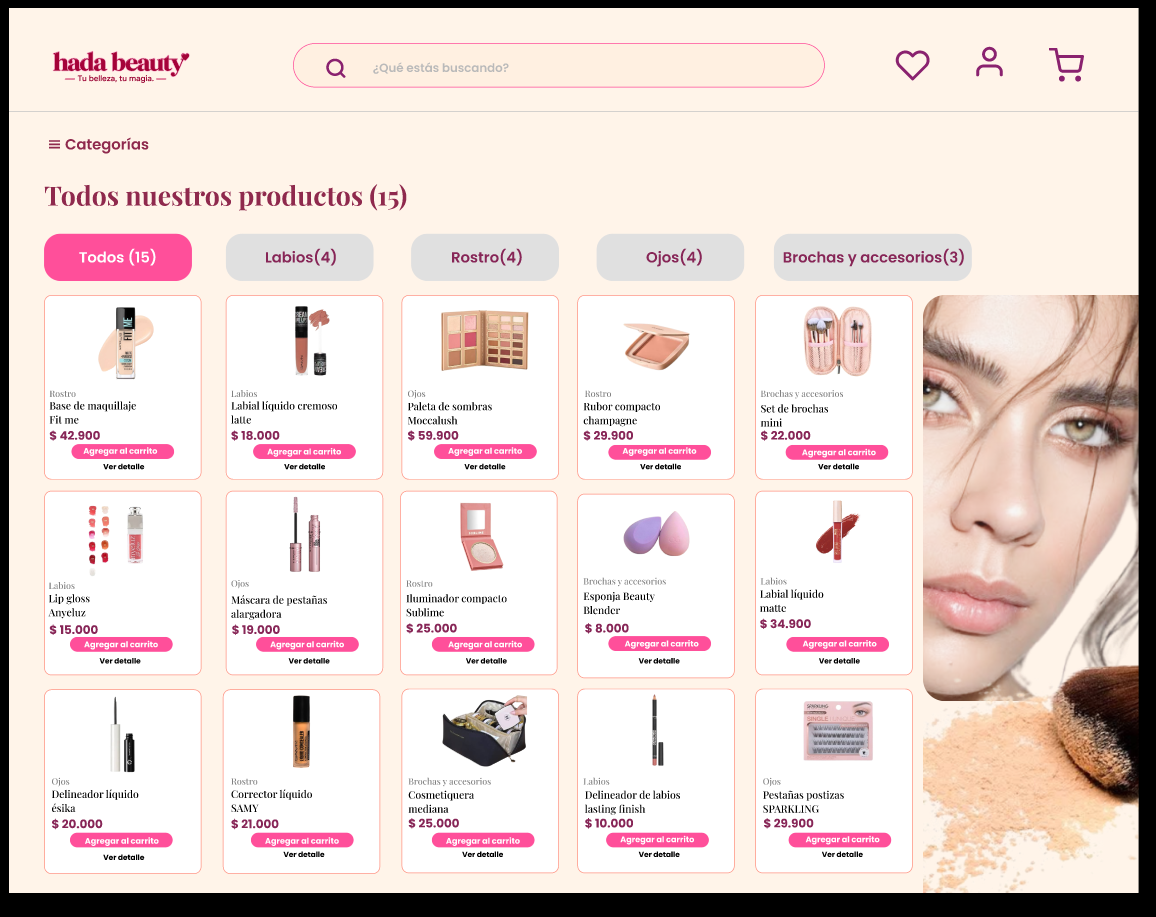 hada beauty
— Tu belleza, tu magia. —
¿Qué estás buscando?
Categorías
Todos nuestros productos (15)
Todos (15)
Labios(4)
Rostro(4)
Ojos(4)
Brochas y accesorios(3)
FIT ME
Rostro
Base de maquillaje
Fit me
$ 42.900
Agregar al carrito
Ver detalle
Labios
Labial líquido cremoso
latte
$ 18.000
Agregar al carrito
Ver detalle
Ojos
Paleta de sombras
Moccalush
$ 59.900
Agregar al carrito
Ver detalle
Rostro
Rubor compacto
champagne
$ 29.900
Agregar al carrito
Ver detalle
Brochas y accesorios
Set de brochas
mini
$ 22.000
Agregar al carrito
Ver detalle
Labios
Lip gloss
Anyeluz
$ 15.000
Agregar al carrito
Ver detalle
Ojos
Máscara de pestañas
alargadora
$ 19.000
Agregar al carrito
Ver detalle
Rostro
Iluminador compacto
Sublime
$ 25.000
Agregar al carrito
Ver detalle
Brochas y accesorios
Esponja Beauty
Blender
$ 8.000
Agregar al carrito
Ver detalle
Labios
Labial líquido
matte
$ 34.900
Agregar al carrito
Ver detalle
Ojos
Delineador líquido
ésika
$ 20.000
Agregar al carrito
Ver detalle
Rostro
Corrector líquido
SAMY
$ 21.000
Agregar al carrito
Ver detalle
Brochas y accesorios
Cosmetiquera
mediana
$ 25.000
Agregar al carrito
Ver detalle
Labios
Delineador de labios
lasting finish
$ 10.000
Agregar al carrito
Ver detalle
SPARKLING
Ojos
Pestañas postizas
SPARKLING
$ 29.900
Agregar al carrito
Ver detalle